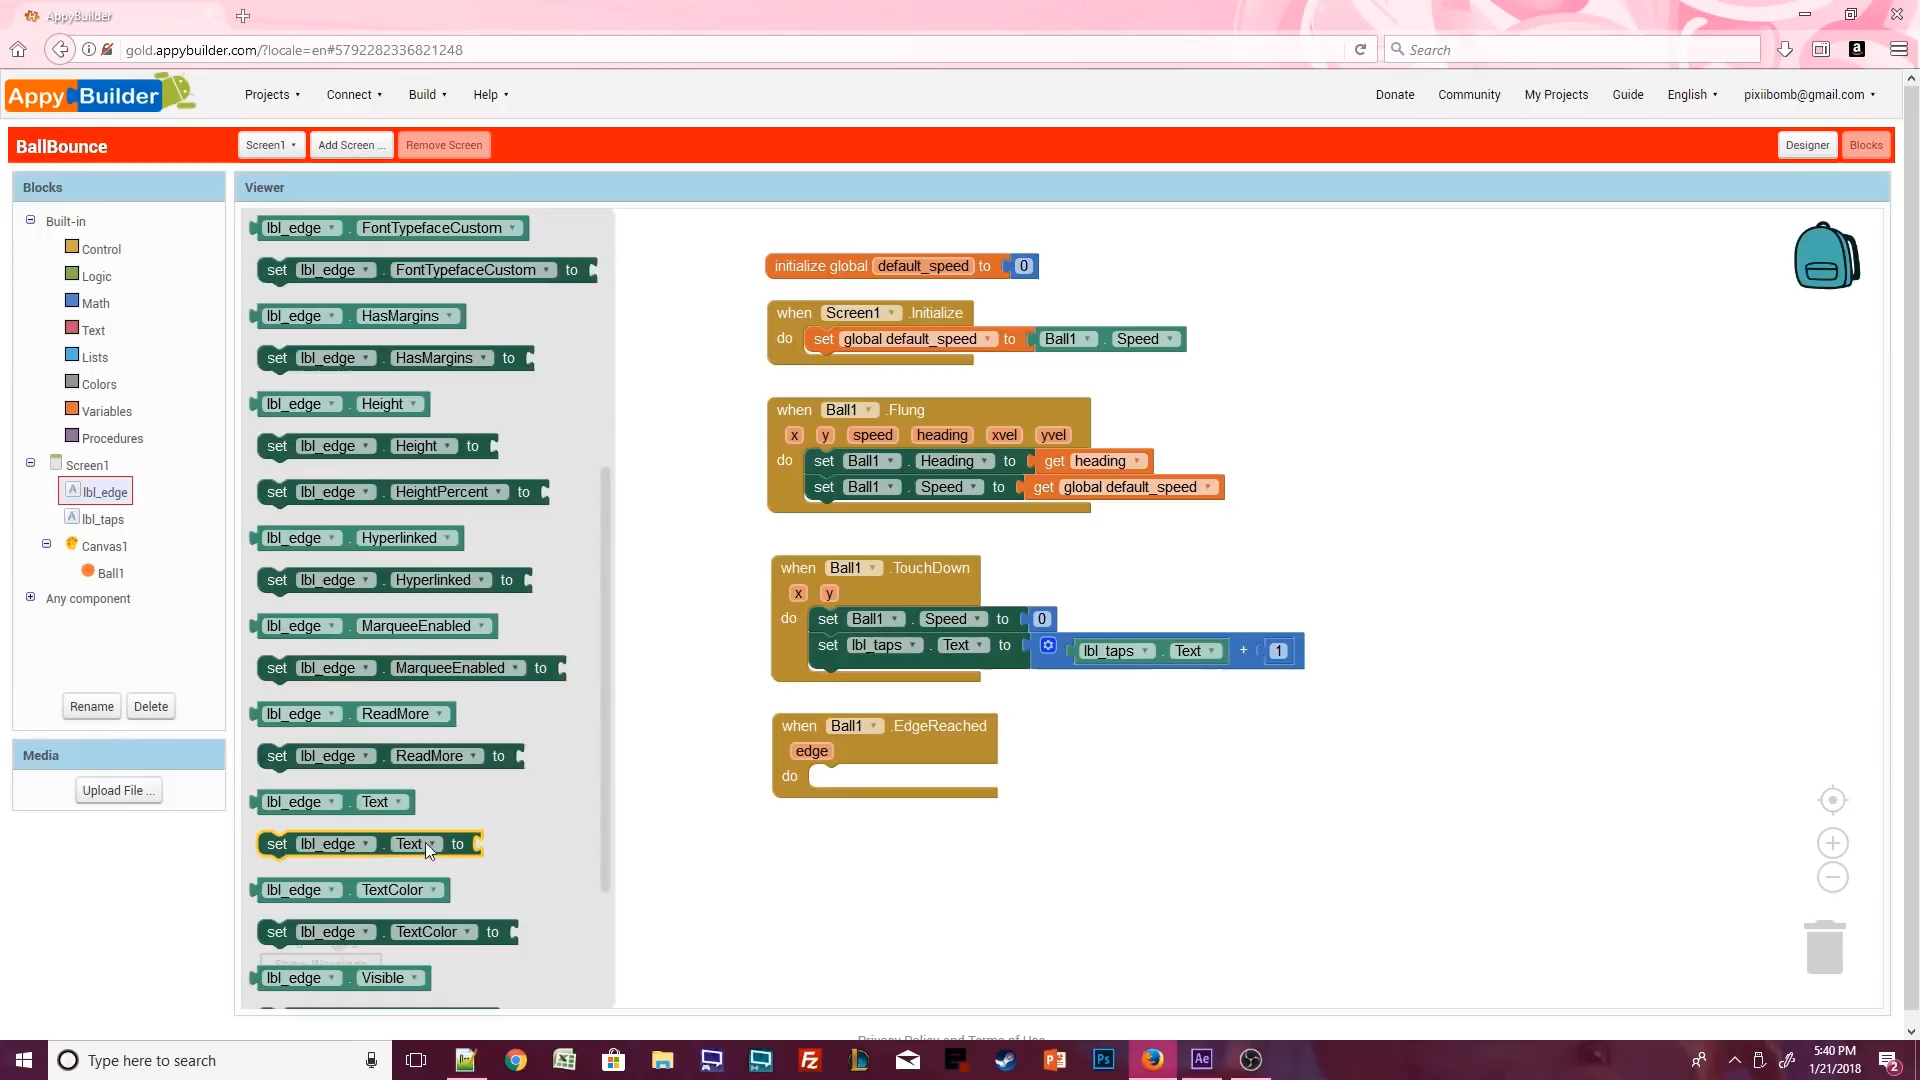 AppyBuilder
gold.appybuilder.com/?locale=en#5792282336821248
Search
Appy Builder
Projects
Connect
Build
Help
Donate
Community
My Projects
Guide
English
pixiibomb@gmail.com
BallBounce
Screen1
Add Screen ...
Remove Screen
Designer
Blocks
Blocks
Built-in
Control
Logic
Math
Text
Lists
Colors
Variables
Procedures
Screen1
lbl_edge
lbl_taps
Canvas1
Ball1
Any component
Rename
Delete
Media
Upload File ...
Viewer
lbl_edge . FontTypefaceCustom
set lbl_edge . FontTypefaceCustom to
lbl_edge . HasMargins
set lbl_edge . HasMargins to
lbl_edge . Height
set lbl_edge . Height to
set lbl_edge . HeightPercent to
lbl_edge . Hyperlinked
set lbl_edge . Hyperlinked to
lbl_edge . MarqueeEnabled
set lbl_edge . MarqueeEnabled to
lbl_edge . ReadMore
set lbl_edge . ReadMore to
lbl_edge . Text
set lbl_edge . Text to
lbl_edge . TextColor
set lbl_edge . TextColor to
Show Warnings
lbl_edge . Visible
initialize global default_speed to 0
when Screen1 .Initialize
do set global default_speed to Ball1 . Speed
when Ball1 .Flung
x y speed heading xvel yvel
do set Ball1 . Heading to get heading
set Ball1 . Speed to get global default_speed
when Ball1 .TouchDown
x y
do set Ball1 . Speed to 0
set lbl_taps . Text to lbl_taps . Text + 1
when Ball1 .EdgeReached
edge
do
Privacy Policy and Terms of Use
Type here to search
5:40 PM
1/21/2018
2